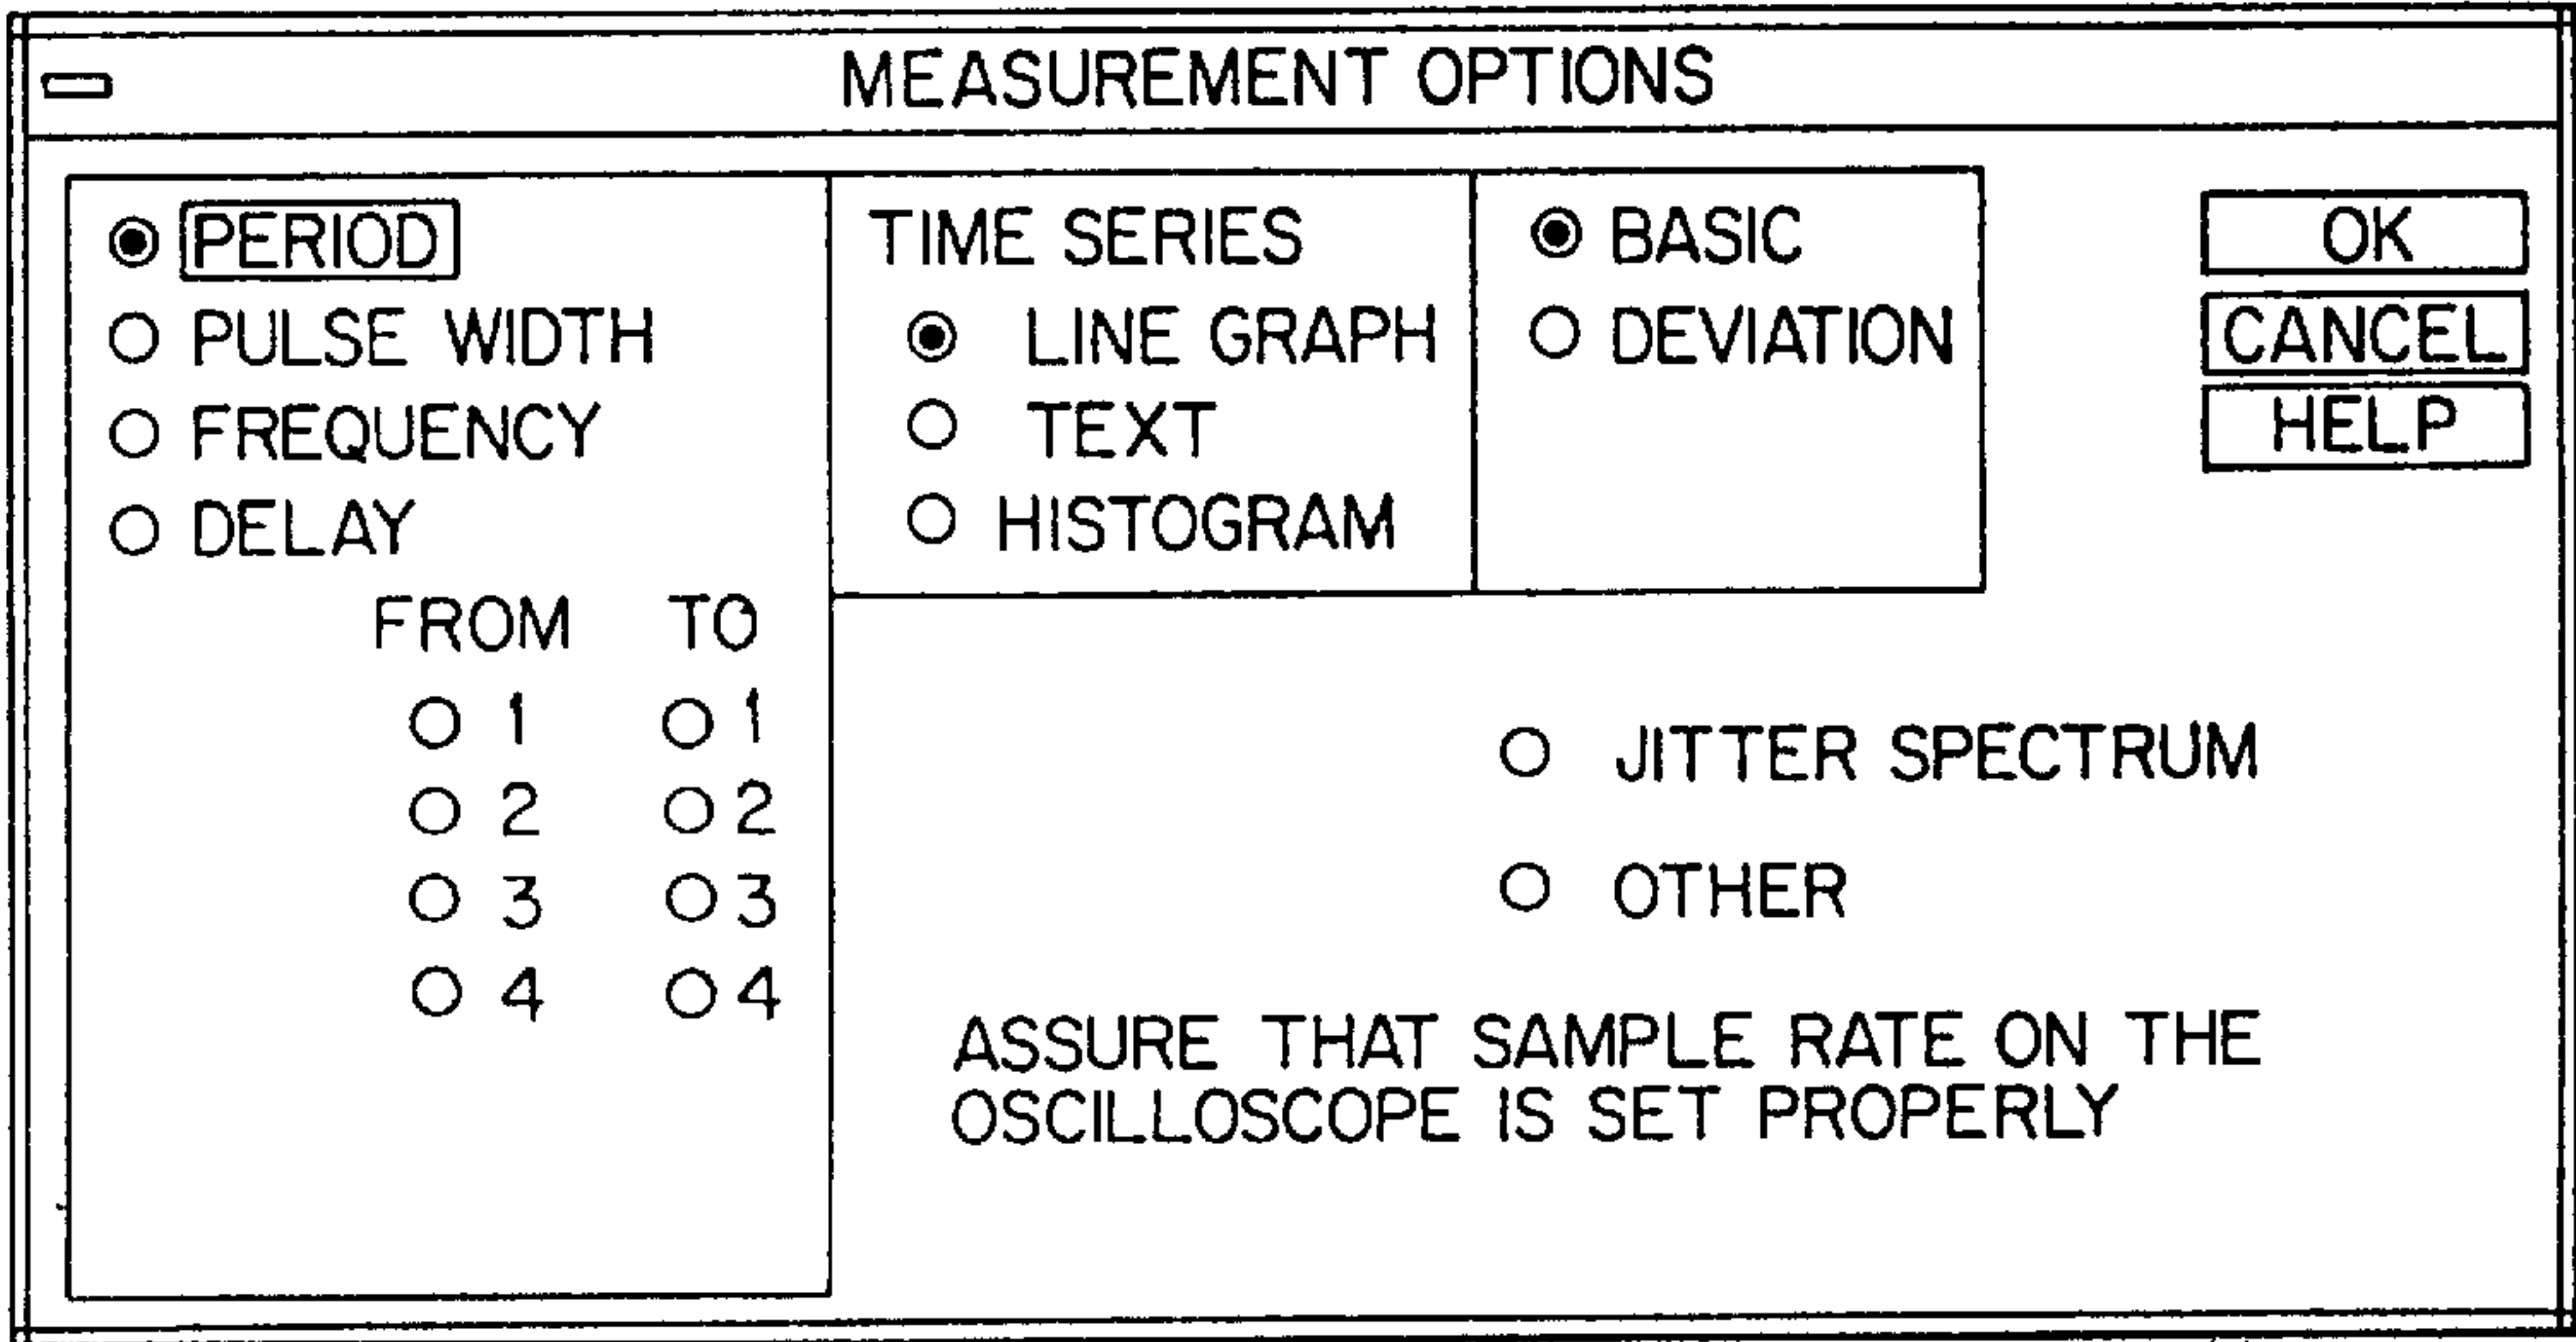 MEASUREMENT OPTIONS
PERIOD
PULSE WIDTH
FREQUENCY
DELAY
FROM TO
1 1
2 2
3 3
4 4
TIME SERIES
LINE GRAPH
TEXT
HISTOGRAM
BASIC
DEVIATION
OK
CANCEL
HELP
JITTER SPECTRUM
OTHER
ASSURE THAT SAMPLE RATE ON THE
OSCILLOSCOPE IS SET PROPERLY